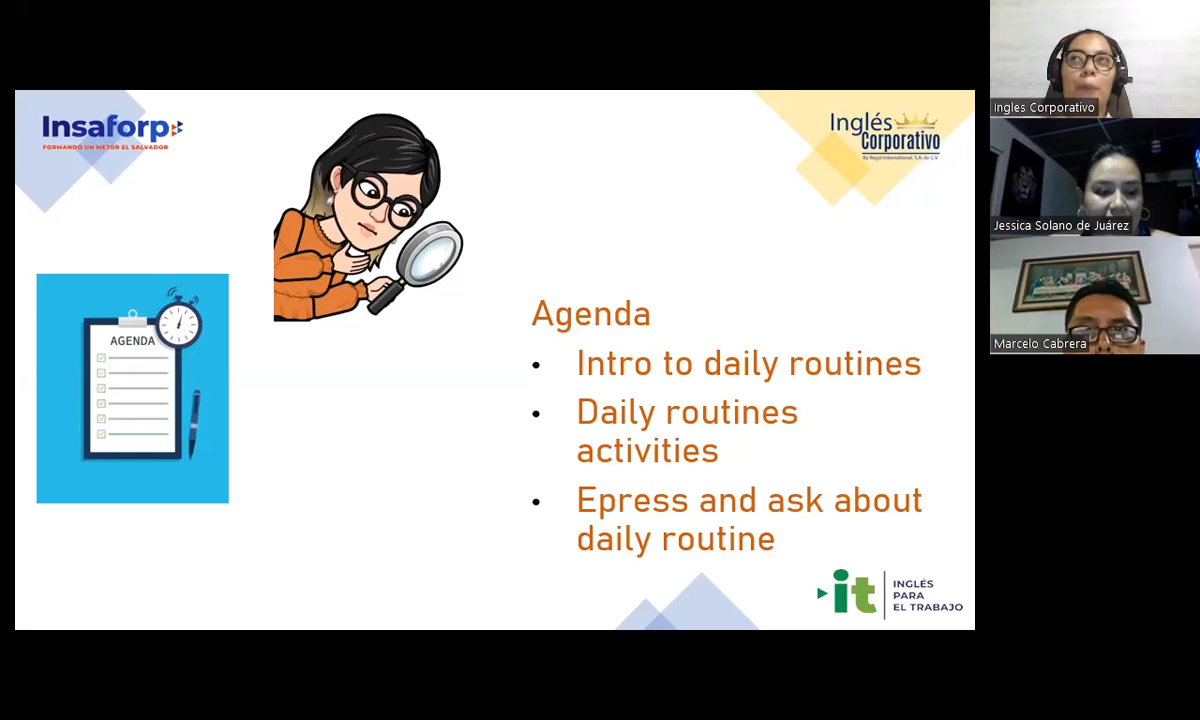 Insaforp
FORMANDO UN MEJOR EL SALVADOR
Inglés
Corporativo
By Regal International, S.A. de C.V.
AGENDA
Agenda
• Intro to daily routines
• Daily routines
activities
• Epress and ask about
daily routine
it
INGLÉS
PARA
EL TRABAJO
Ingles Corporativo
Jessica Solano de Juárez
Marcelo Cabrera